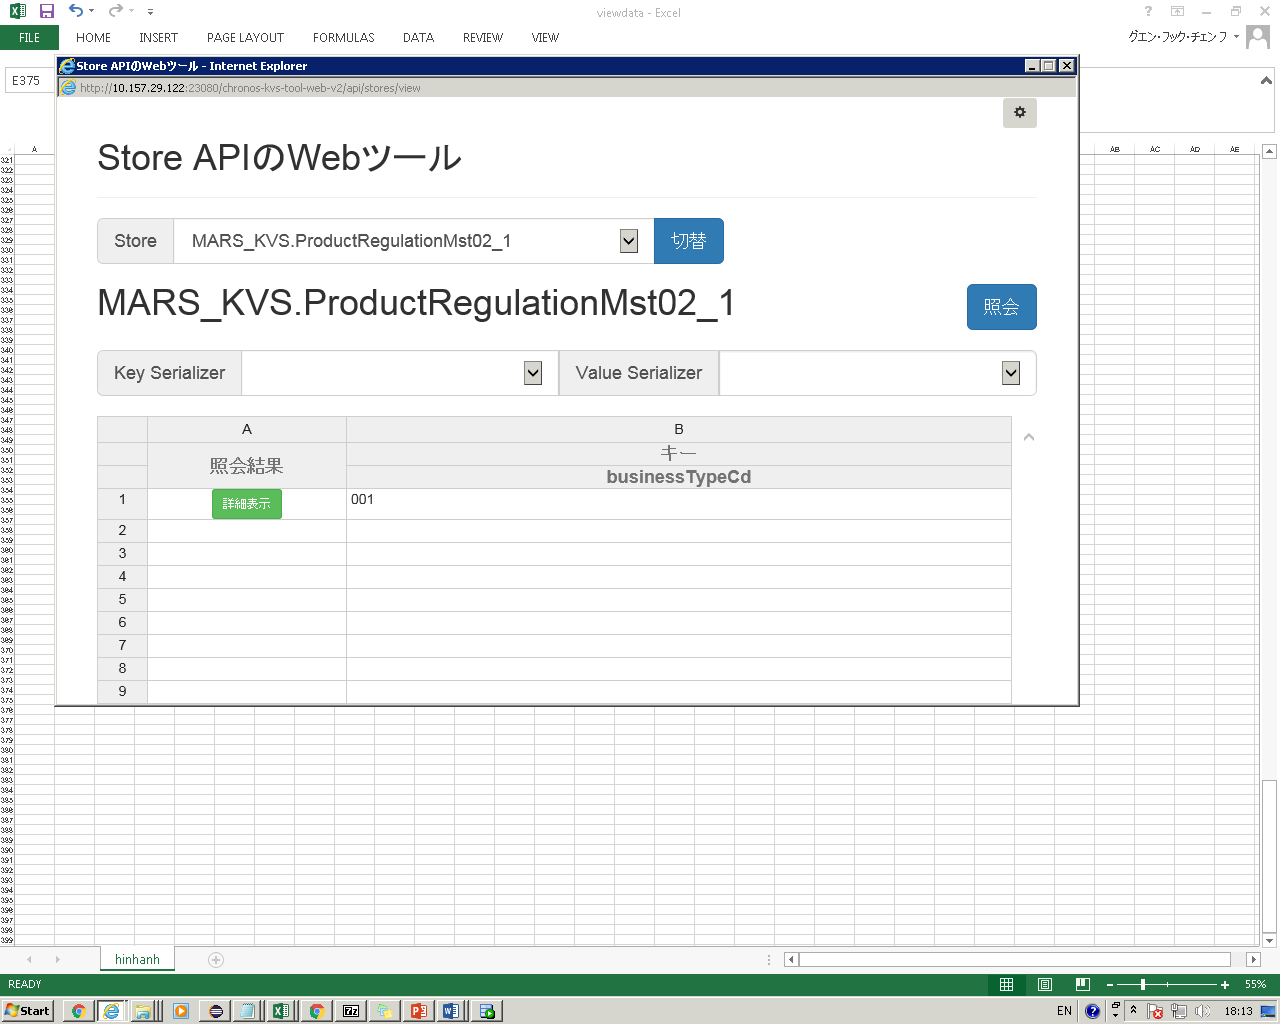 viewdata - Excel
FILE HOME INSERT PAGE LAYOUT FORMULAS DATA REVIEW VIEW
グエン・フック・チェン フ
Store APIのWebツール - Internet Explorer
E375
http://10.157.29.122:23080/chronos-kvs-tool-web-v2/api/stores/view
Store APIのWebツール
A AB AC AD AE
Store MARS_KVS.ProductRegulationMst02_1 切替
MARS_KVS.ProductRegulationMst02_1 照会
Key Serializer Value Serializer
A B
照会結果 キー
businessTypeCd
1 詳細表示 001
2
3
4
5
6
7
8
9
hinhanh
READY 55%
Start EN 18:13